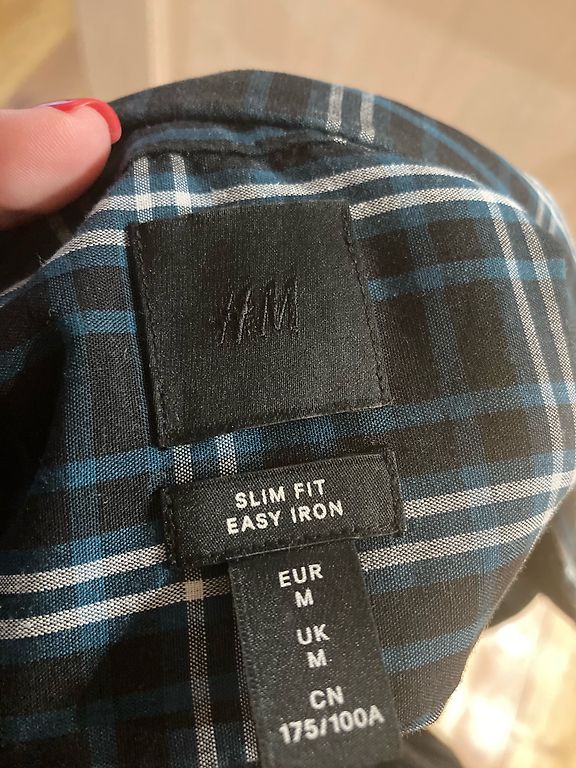 H&M
SLIM FIT
EASY IRON
EUR
M
UK
M
CN
175/100A